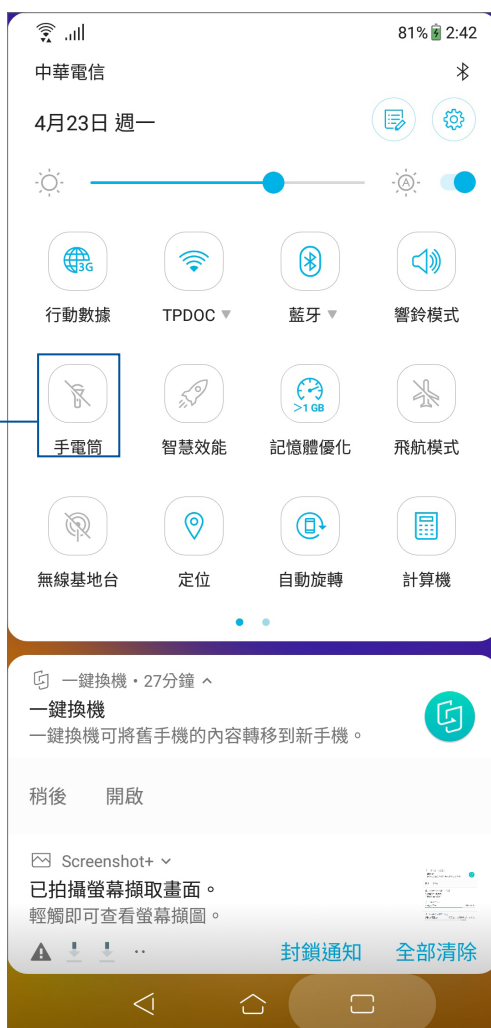 81% 2:42
中華電信
4月23日 週一
A
3G
行動數據 TPDOC ▼ 藍牙 ▼ 響鈴模式
>1 GB
手電筒 智慧效能 記憶體優化 飛航模式
無線基地台 定位 自動旋轉 計算機
一鍵換機・27分鐘
一鍵換機
一鍵換機可將舊手機的內容轉移到新手機。
稍後 開啟
Screenshot+
已拍攝螢幕擷取畫面。
輕觸即可查看螢幕擷圖。
封鎖通知 全部清除